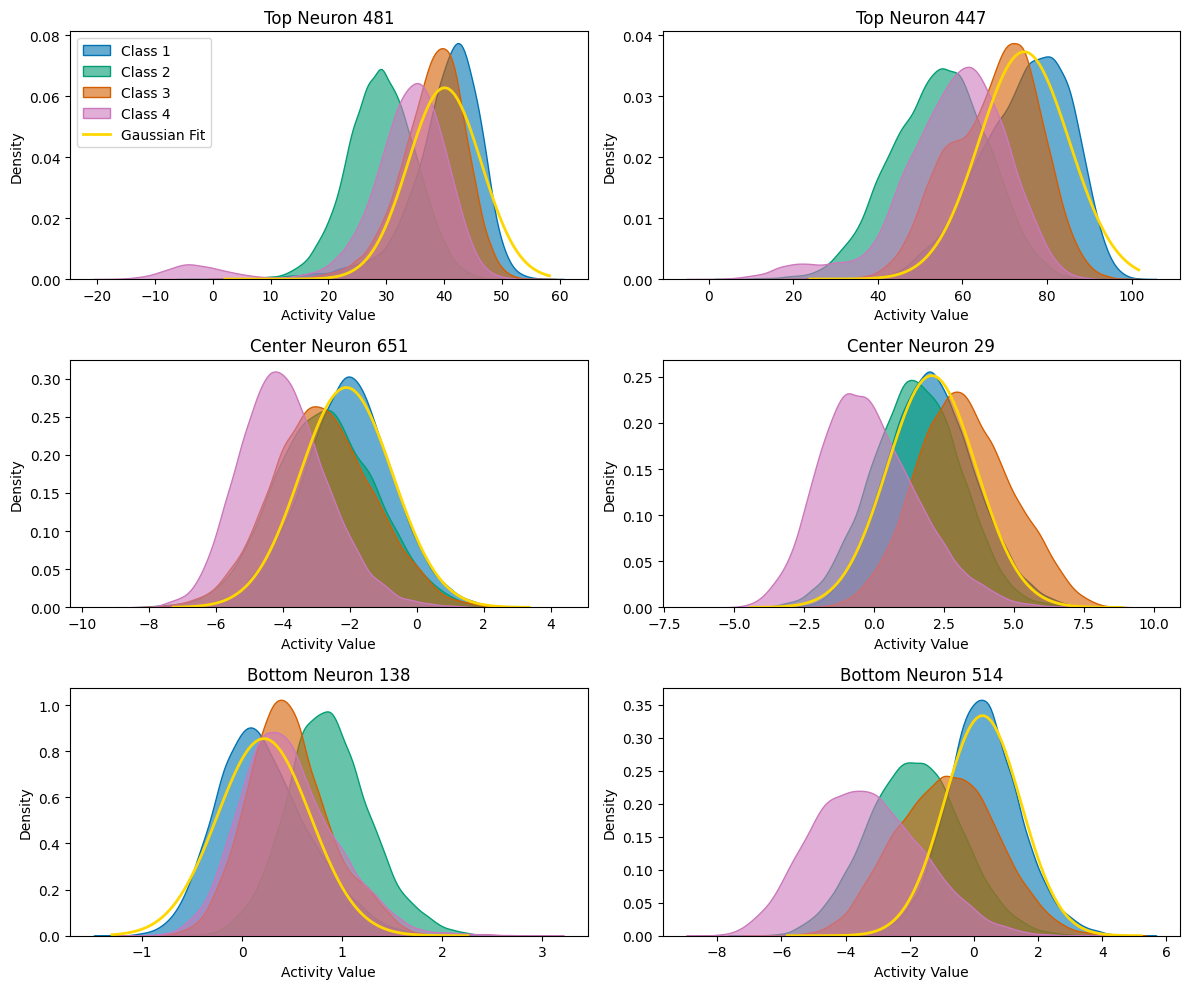 Top Neuron 481
Top Neuron 447
0.08
0.06
0.04
0.02
0.00
Density
Class 1
Class 2
Class 3
Class 4
Gaussian Fit
−20 −10 0 10 20 30 40 50 60
Activity Value
0.04
0.03
0.02
0.01
0.00
Density
0 20 40 60 80 100
Activity Value
Center Neuron 651
Center Neuron 29
0.30
0.25
0.20
0.15
0.10
0.05
0.00
Density
−10 −8 −6 −4 −2 0 2 4
Activity Value
0.25
0.20
0.15
0.10
0.05
0.00
Density
−7.5 −5.0 −2.5 0.0 2.5 5.0 7.5 10.0
Activity Value
Bottom Neuron 138
Bottom Neuron 514
1.0
0.8
0.6
0.4
0.2
0.0
Density
−1 0 1 2 3
Activity Value
0.35
0.30
0.25
0.20
0.15
0.10
0.05
0.00
Density
−8 −6 −4 −2 0 2 4 6
Activity Value